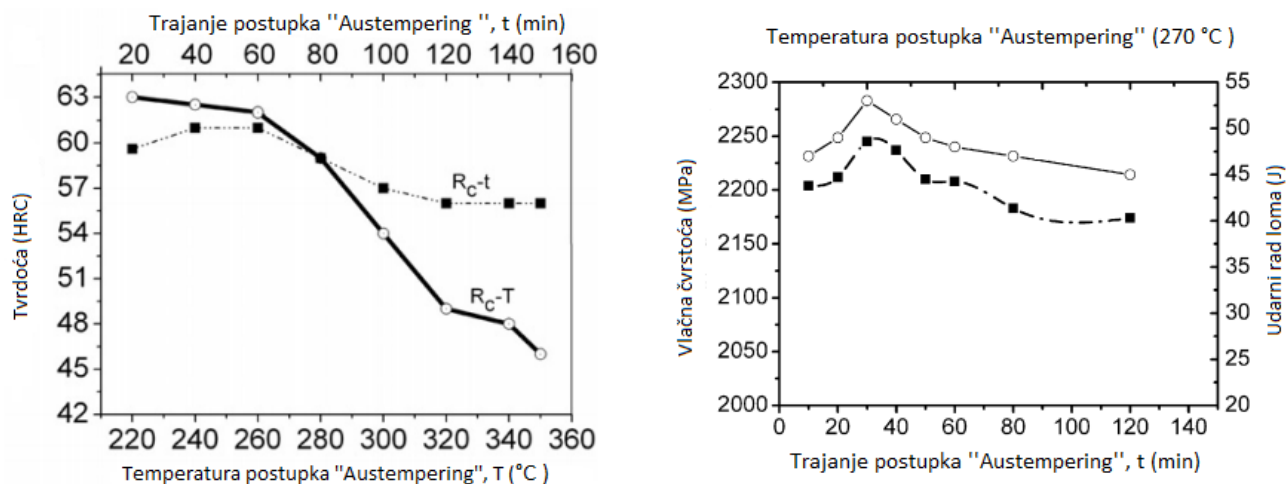 Trajanje postupka ''Austempering '', t (min)
20 40 60 80 100 120 140 160
63
60
57
54
51
48
45
42
Tvrdoća (HRC)
R_C-t
R_C-T
220 240 260 280 300 320 340 360
Temperatura postupka "Austempering", T (°C)
Temperatura postupka ''Austempering'' (270 °C )
2300
2250
2200
2150
2100
2050
2000
Vlačna čvrstoća (MPa)
55
50
45
40
35
30
25
20
Udarni rad loma (J)
0 20 40 60 80 100 120 140
Trajanje postupka "Austempering", t (min)